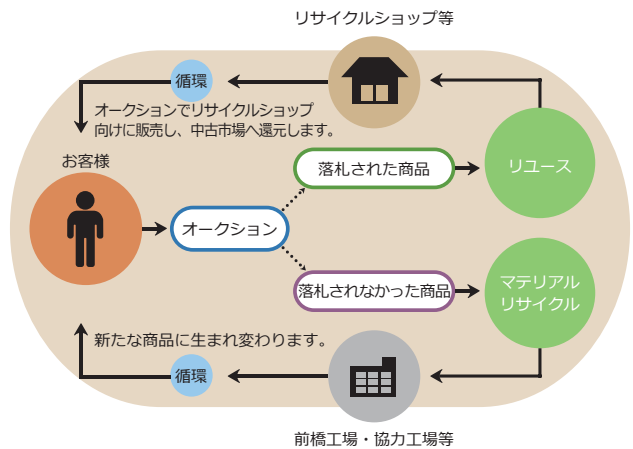 リサイクルショップ等
循環
オークションでリサイクルショップ
向けに販売し、中古市場へ還元します。
お客様
オークション
落札された商品
リユース
落札されなかった商品
マテリアル
リサイクル
新たな商品に生まれ変わります。
循環
前橋工場・協力工場等